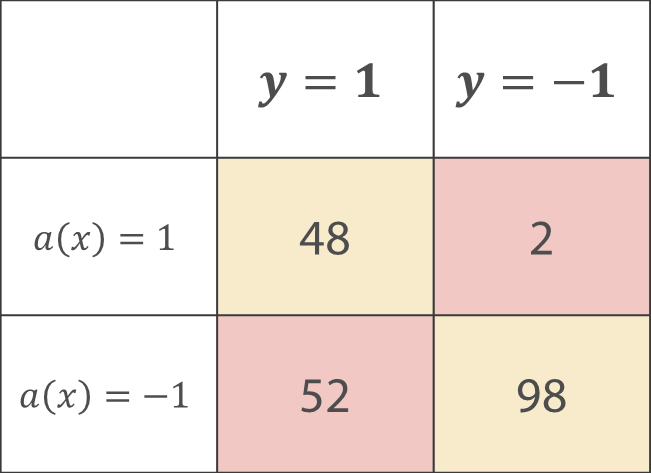 y = 1 y = −1
a(x) = 1 48 2
a(x) = −1 52 98